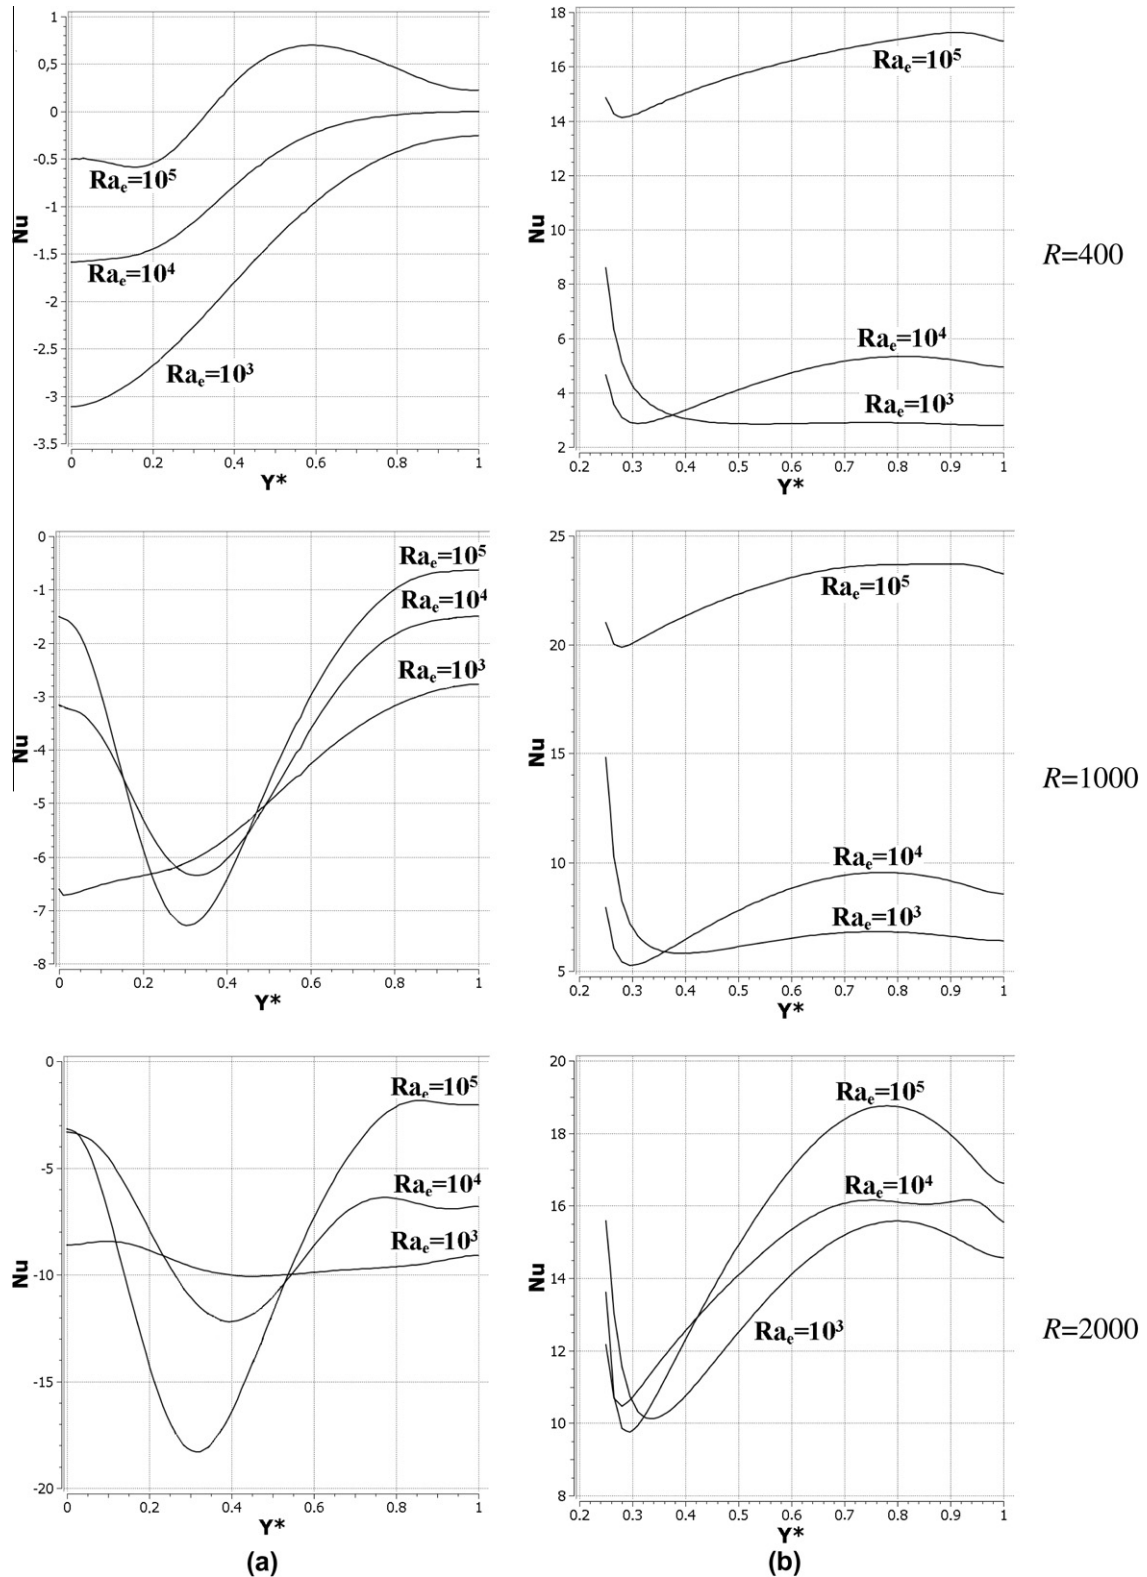 1
0,5
0
-0.5
-1
-1.5
-2
-2.5
-3
-3.5
Nu
Raₑ=10⁵
Raₑ=10⁴
Raₑ=10³
0 0.2 0.4 0.6 0.8 1
Y*
18
16
14
12
10
8
6
4
2
Nu
Raₑ=10⁵
Raₑ=10⁴
Raₑ=10³
0.2 0.3 0.4 0.5 0.6 0.7 0.8 0.9 1
Y*
R=400
0
-1
-2
-3
-4
-5
-6
-7
-8
Nu
Raₑ=10⁵
Raₑ=10⁴
Raₑ=10³
0 0.2 0.4 0.6 0.8 1
Y*
25
20
15
10
5
Nu
Raₑ=10⁵
Raₑ=10⁴
Raₑ=10³
0.2 0.3 0.4 0.5 0.6 0.7 0.8 0.9 1
Y*
R=1000
0
-5
-10
-15
-20
Nu
Raₑ=10⁵
Raₑ=10⁴
Raₑ=10³
0 0.2 0.4 0.6 0.8 1
Y*
(a)
20
18
16
14
12
10
8
Nu
Raₑ=10⁵
Raₑ=10⁴
Raₑ=10³
0.2 0.3 0.4 0.5 0.6 0.7 0.8 0.9 1
Y*
(b)
R=2000